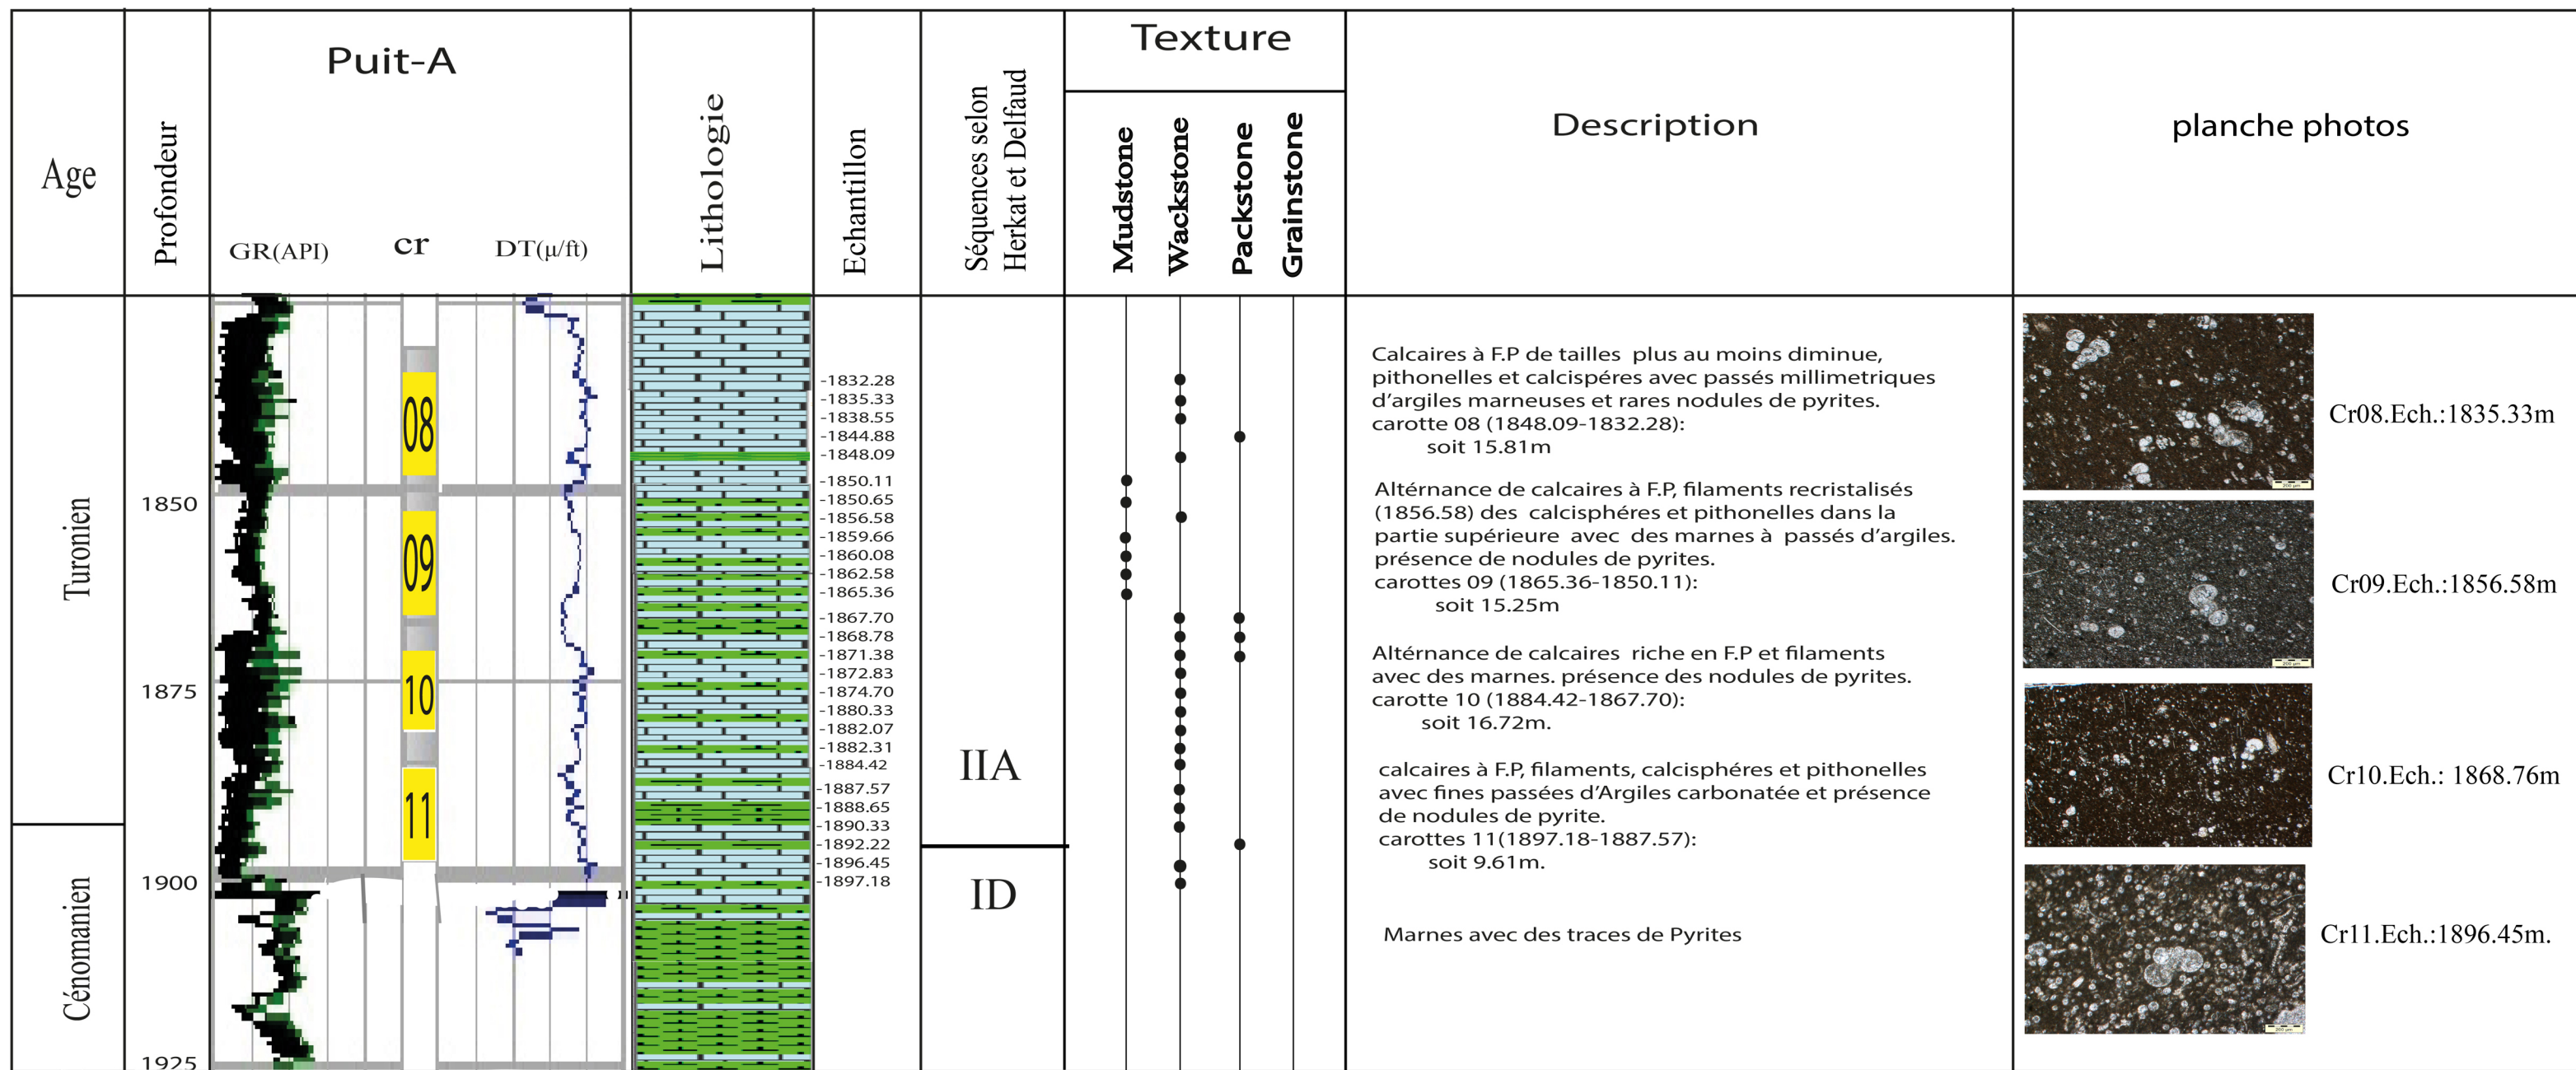 Age
Profondeur
Puit-A
GR(API)
cr
DT(µ/ft)
Lithologie
Echantillon
Séquences selon
Herkat et Delfaud
Texture
Mudstone
Wackstone
Packstone
Grainstone
Description
planche photos
Turonien
Cénomanien
1850
1875
1900
1925
08
09
10
11
-1832.28
-1835.33
-1838.55
-1844.88
-1848.09
-1850.11
-1850.65
-1856.58
-1859.66
-1860.08
-1862.58
-1865.36
-1867.70
-1868.78
-1871.38
-1872.83
-1874.70
-1880.33
-1882.07
-1882.31
-1884.42
-1887.57
-1888.65
-1890.33
-1892.22
-1896.45
-1897.18
IIA
ID
Calcaires à F.P de tailles plus au moins diminue,
pithonelles et calcispéres avec passés millimetriques
d'argiles marneuses et rares nodules de pyrites.
carotte 08 (1848.09-1832.28):
soit 15.81m
Altérnance de calcaires à F.P, filaments recristalisés
(1856.58) des calcisphéres et pithonelles dans la
partie supérieure avec des marnes à passés d'argiles.
présence de nodules de pyrites.
carottes 09 (1865.36-1850.11):
soit 15.25m
Altérnance de calcaires riche en F.P et filaments
avec des marnes. présence des nodules de pyrites.
carotte 10 (1884.42-1867.70):
soit 16.72m.
calcaires à F.P, filaments, calcisphéres et pithonelles
avec fines passées d'Argiles carbonatée et présence
de nodules de pyrite.
carottes 11(1897.18-1887.57):
soit 9.61m.
Marnes avec des traces de Pyrites
Cr08.Ech.:1835.33m
Cr09.Ech.:1856.58m
Cr10.Ech.: 1868.76m
Cr11.Ech.:1896.45m.
200 µm
200 µm
200 µm